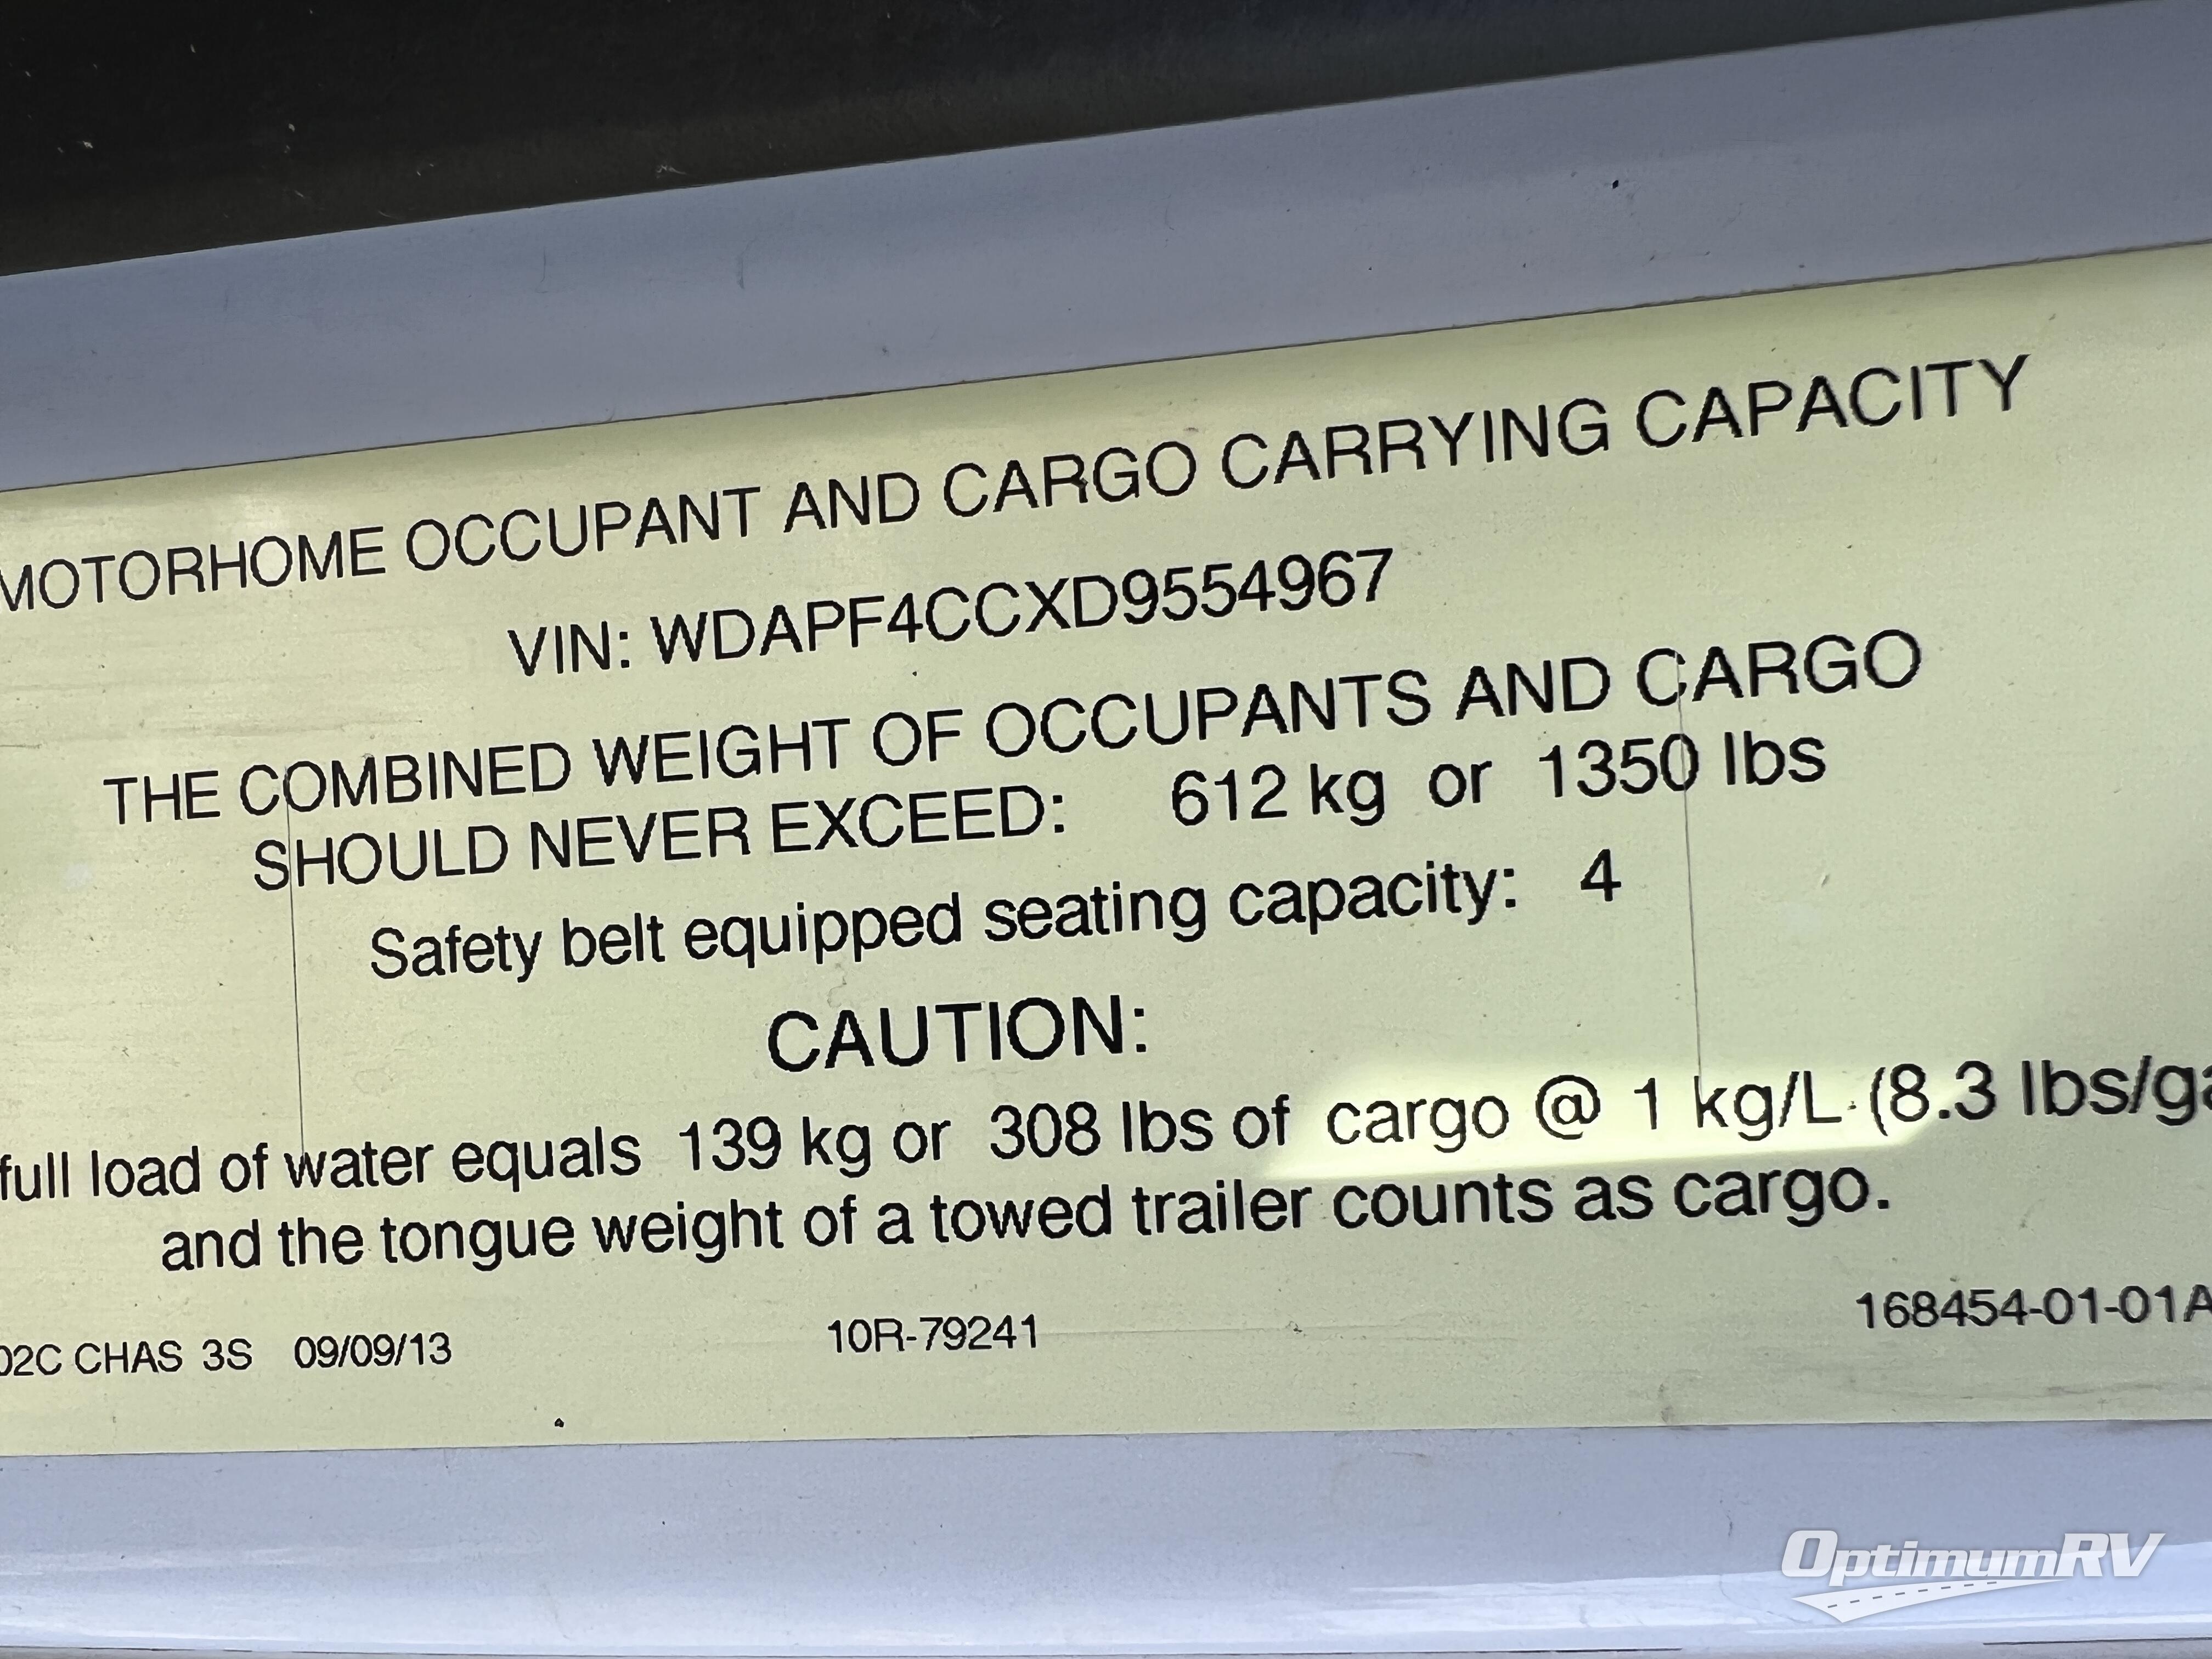 MOTORHOME OCCUPANT AND CARGO CARRYING CAPACITY
VIN: WDAPF4CCXD9554967
THE COMBINED WEIGHT OF OCCUPANTS AND CARGO
SHOULD NEVER EXCEED: 612 kg or 1350 lbs
Safety belt equipped seating capacity: 4
CAUTION:
full load of water equals 139 kg or 308 lbs of cargo @ 1 kg/L (8.3 lbs/ga
and the tongue weight of a towed trailer counts as cargo.
02C CHAS 3S 09/09/13 10R-79241 168454-01-01A
OptimumRV